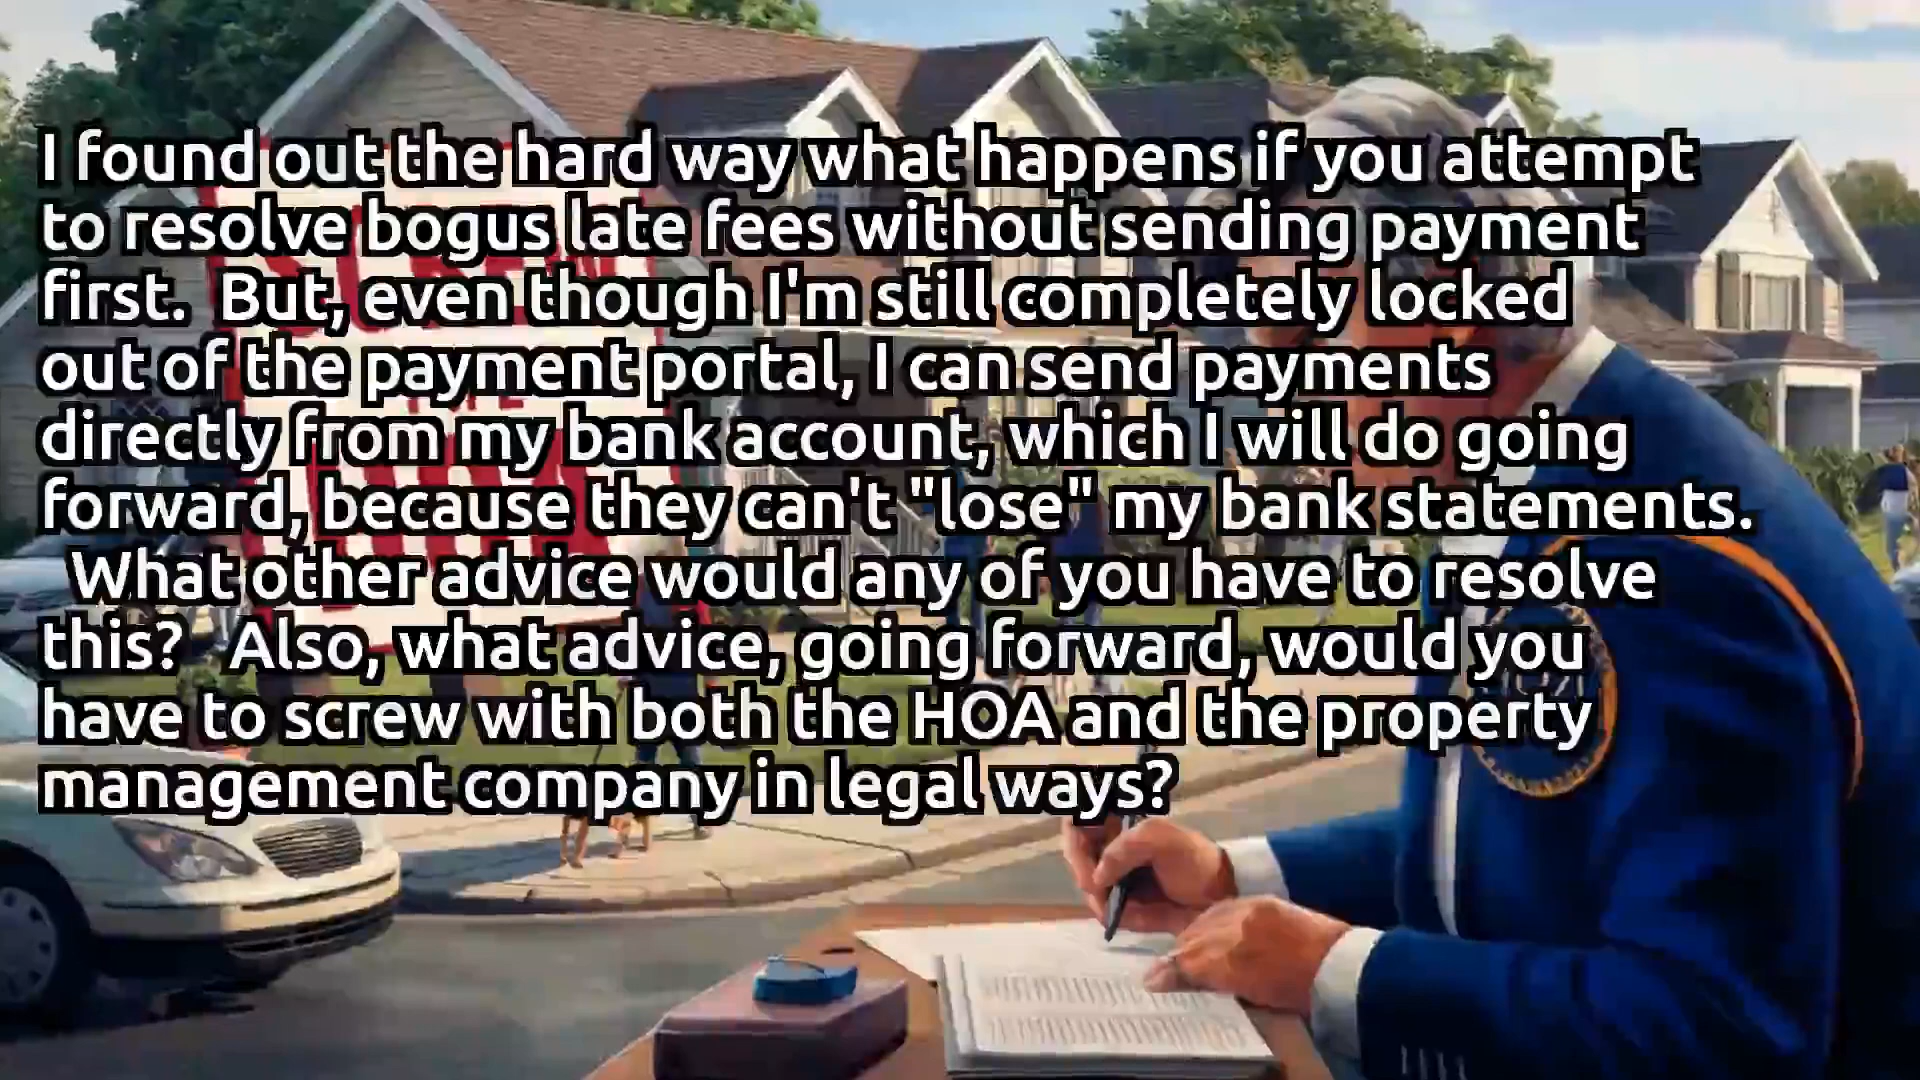 I found out the hard way what happens if you attempt
to resolve bogus late fees without sending payment
first.  But, even though I'm still completely locked
out of the payment portal, I can send payments
directly from my bank account, which I will do going
forward, because they can't "lose" my bank statements.
What other advice would any of you have to resolve
this?   Also, what advice, going forward, would you
have to screw with both the HOA and the property
management company in legal ways?